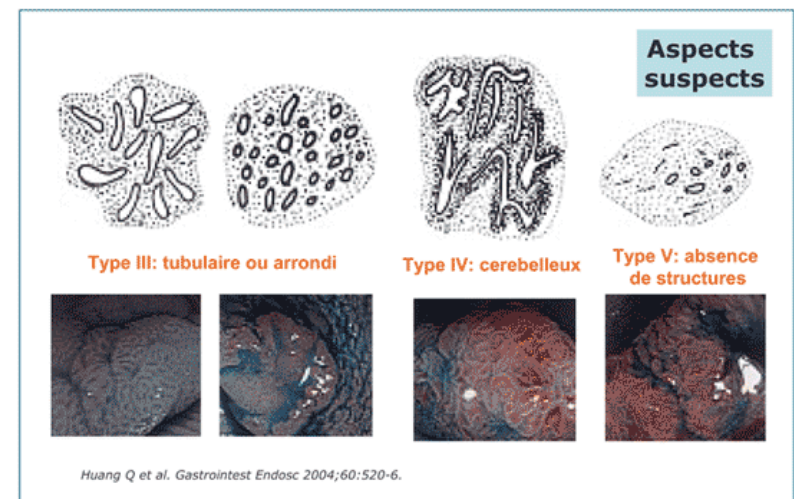 Aspects
suspects
Type III: tubulaire ou arrondi
Type IV: cerebelleux
Type V: absence
de structures
Huang Q et al. Gastrointest Endosc 2004;60:520-6.